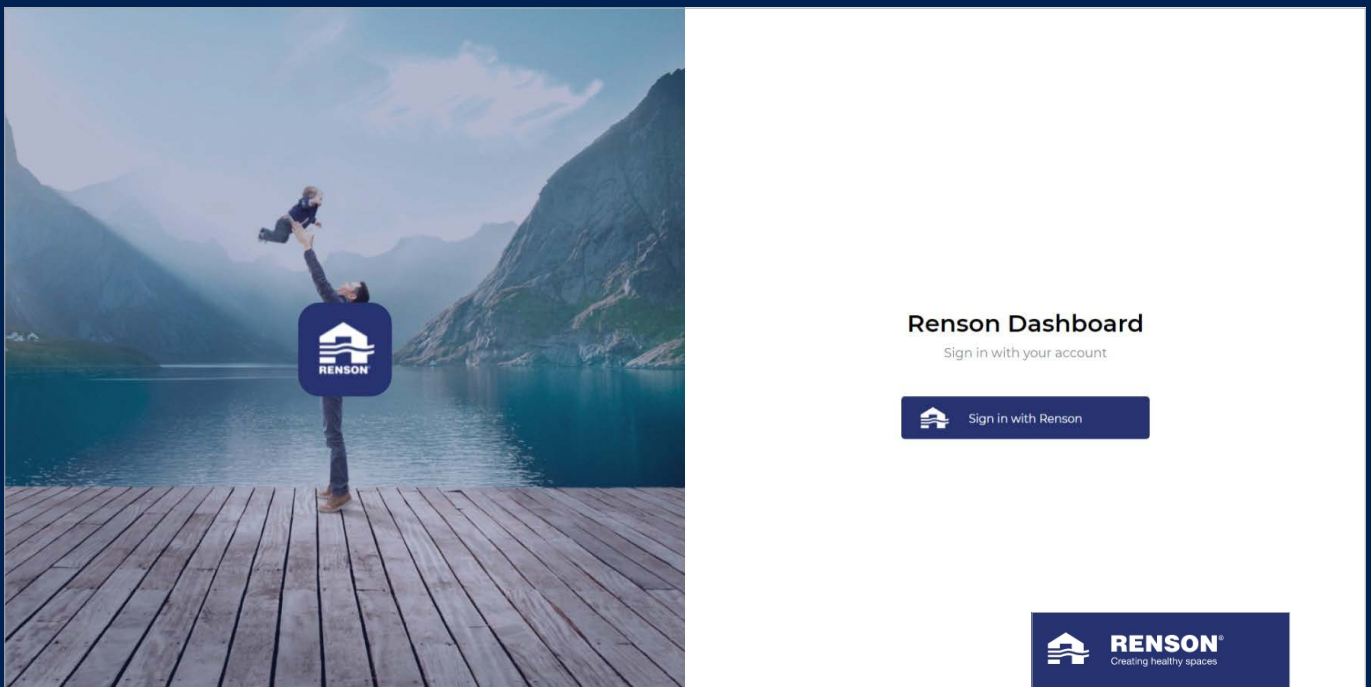 RENSON
Renson Dashboard
Sign in with your account
Sign in with Renson
RENSON®
Creating healthy spaces